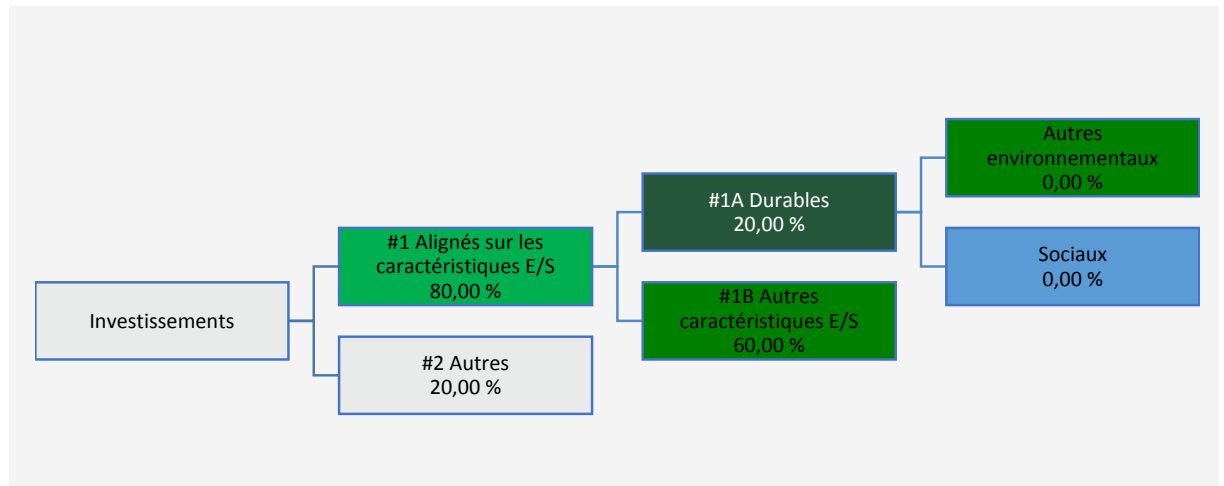 Investissements
#1 Alignés sur les
caractéristiques E/S
80,00 %
#2 Autres
20,00 %
#1A Durables
20,00 %
#1B Autres
caractéristiques E/S
60,00 %
Autres
environnementaux
0,00 %
Sociaux
0,00 %